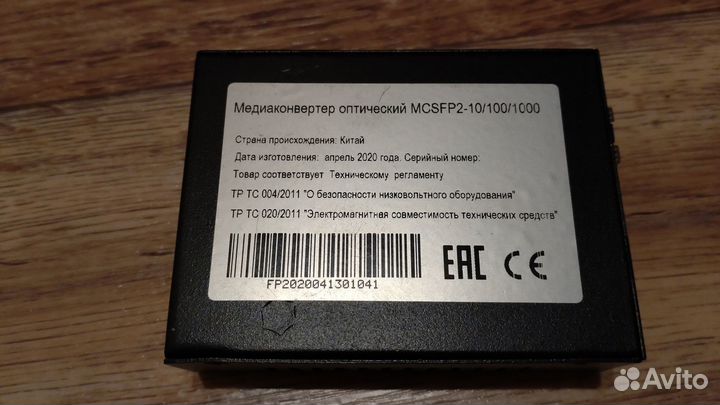 Медиаконвертер оптический MCSFP2-10/100/1000
Страна происхождения: Китай
Дата изготовления: апрель 2020 года. Серийный номер:
Товар соответствует Техническому регламенту
ТР ТС 004/2011 "О безопасности низковольтного оборудования"
ТР ТС 020/2011 "Электромагнитная совместимость технических средств"
FP2020041301041
EAC CE
Avito